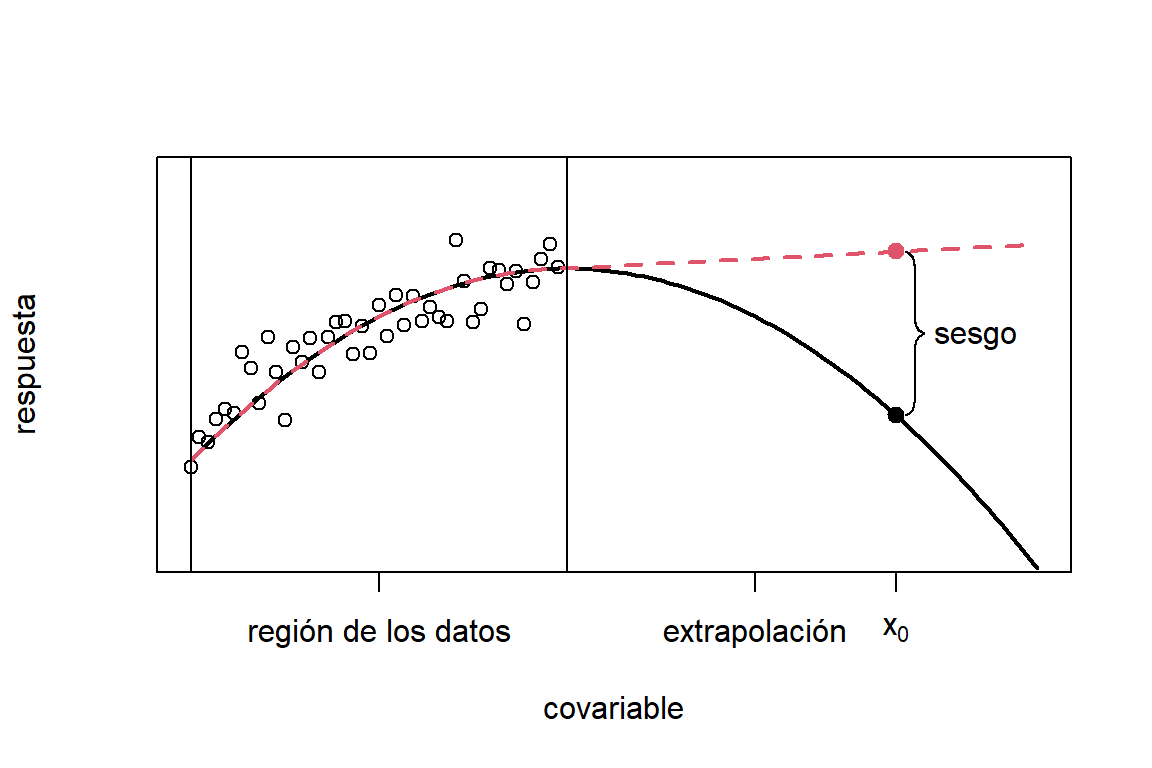 respuesta
sesgo
región de los datos
extrapolación
x₀
covariable